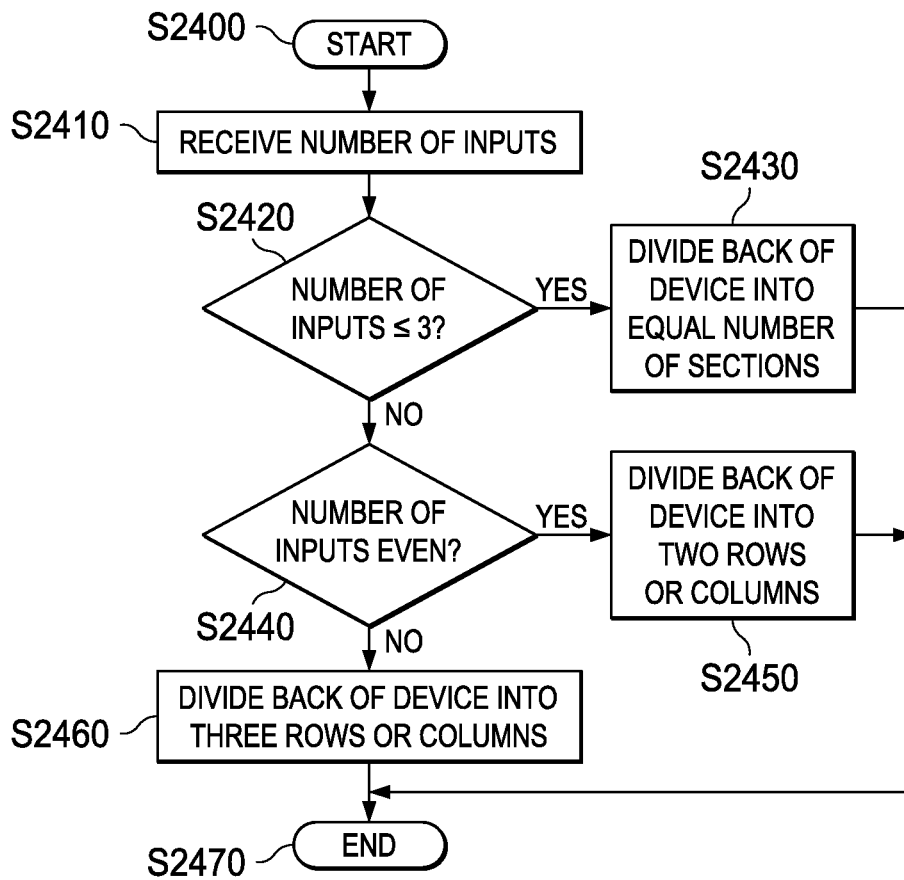 S2400
START
S2410
RECEIVE NUMBER OF INPUTS
S2420
NUMBER OF
INPUTS ≤ 3?
YES
S2430
DIVIDE BACK OF
DEVICE INTO
EQUAL NUMBER
OF SECTIONS
NO
S2440
NUMBER OF
INPUTS EVEN?
YES
DIVIDE BACK OF
DEVICE INTO
TWO ROWS
OR COLUMNS
S2450
NO
S2460
DIVIDE BACK OF DEVICE INTO
THREE ROWS OR COLUMNS
S2470
END